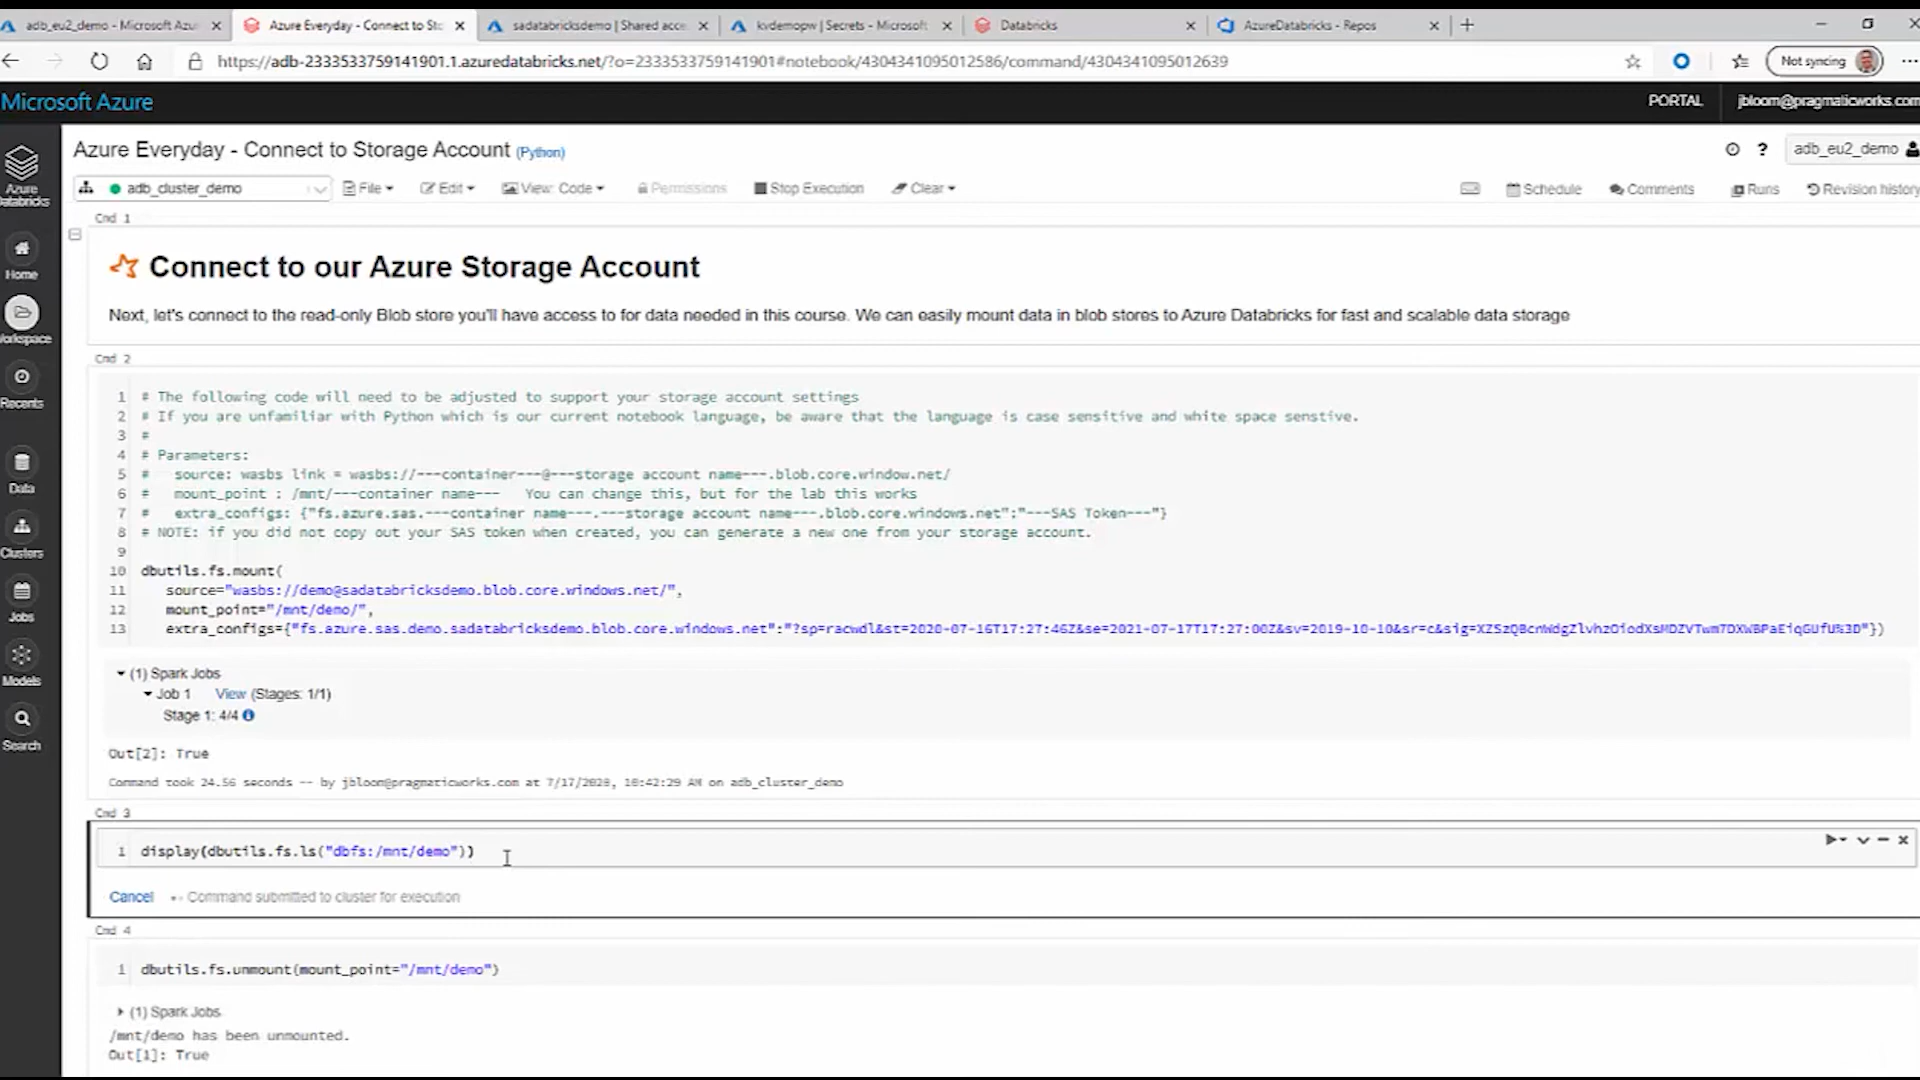 adb_eu2_demo - Microsoft Azu
Azure Everyday - Connect to Sto
sadatabricksdemo | Shared acce
kvdemopw | Secrets - Microsoft
Databricks
AzureDatabricks - Repos
https://adb-2333533759141901.1.azuredatabricks.net/?o=2333533759141901#notebook/4304341095012586/command/4304341095012639
Not syncing
Microsoft Azure
PORTAL
jbloom@pragmaticworks.com
Azure Everyday - Connect to Storage Account (Python)
adb_eu2_demo
adb_cluster_demo
File
Edit
View: Code
Permissions
Stop Execution
Clear
Schedule
Comments
Runs
Revision history
Azure
Databricks
Home
Workspace
Recents
Data
Clusters
Jobs
Models
Search
Cmd 1
Connect to our Azure Storage Account
Next, let's connect to the read-only Blob store you'll have access to for data needed in this course. We can easily mount data in blob stores to Azure Databricks for fast and scalable data storage
Cmd 2
1 # The following code will need to be adjusted to support your storage account settings
2 # If you are unfamiliar with Python which is our current notebook language, be aware that the language is case sensitive and white space senstive.
3 #
4 # Parameters:
5 #   source: wasbs link = wasbs://---container---@---storage account name---.blob.core.window.net/
6 #   mount_point : /mnt/---container name---   You can change this, but for the lab this works
7 #   extra_configs: {"fs.azure.sas.---container name---.---storage account name---.blob.core.windows.net":"---SAS Token---"}
8 # NOTE: if you did not copy out your SAS token when created, you can generate a new one from your storage account.
9
10 dbutils.fs.mount(
11    source="wasbs://demo@sadatabricksdemo.blob.core.windows.net/",
12    mount_point="/mnt/demo/",
13    extra_configs={"fs.azure.sas.demo.sadatabricksdemo.blob.core.windows.net":"?sp=racwdl&st=2020-07-16T17:27:46Z&se=2021-07-17T17:27:00Z&sv=2019-10-10&sr=c&sig=
(1) Spark Jobs
Job 1 View (Stages: 1/1)
Stage 1: 4/4
Out[2]: True
Command took 24.56 seconds -- by jbloom@pragmaticworks.com at 7/17/2020, 10:42:29 AM on adb_cluster_demo
Cmd 3
1 display(dbutils.fs.ls("dbfs:/mnt/demo"))
Cancel Command submitted to cluster for execution
Cmd 4
1 dbutils.fs.unmount(mount_point="/mnt/demo")
(1) Spark Jobs
/mnt/demo has been unmounted.
Out[1]: True